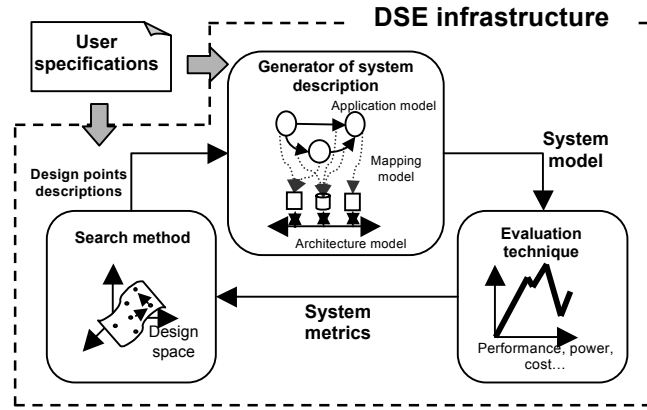 DSE infrastructure
User
specifications
Generator of system
description
Application model
Mapping
model
Architecture model
System
model
Design points
descriptions
Search method
Design
space
System
metrics
Evaluation
technique
Performance, power,
cost…